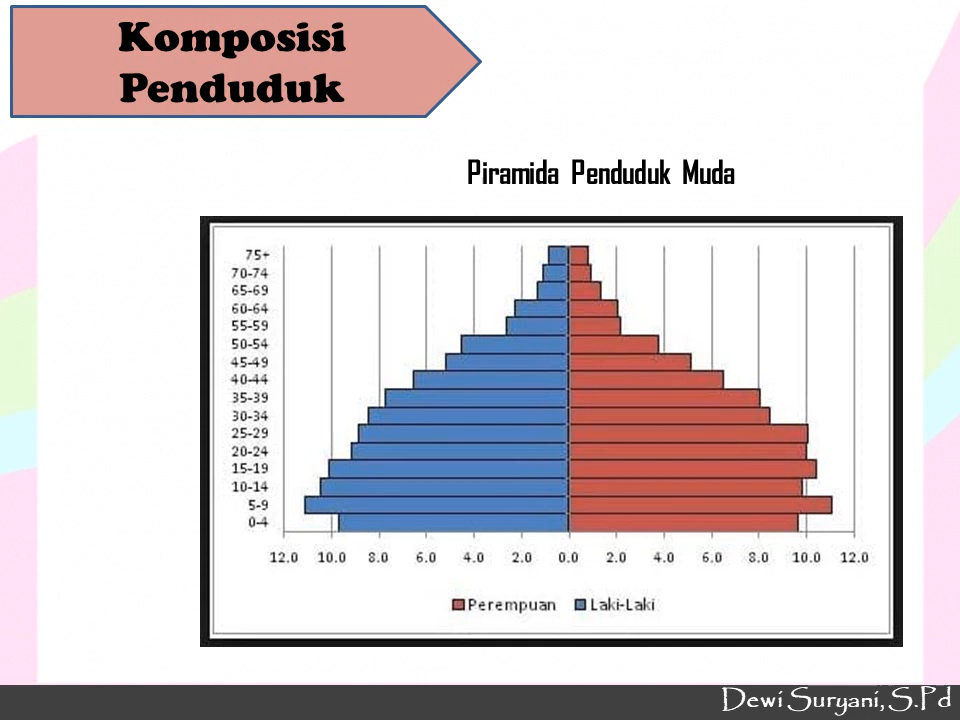 Komposisi
Penduduk
Piramida Penduduk Muda
75+
70-74
65-69
60-64
55-59
50-54
45-49
40-44
35-39
30-34
25-29
20-24
15-19
10-14
5-9
0-4
12.0 10.0 8.0 6.0 4.0 2.0 0.0 2.0 4.0 6.0 8.0 10.0 12.0
Perempuan Laki-Laki
Dewi Suryani, S.Pd